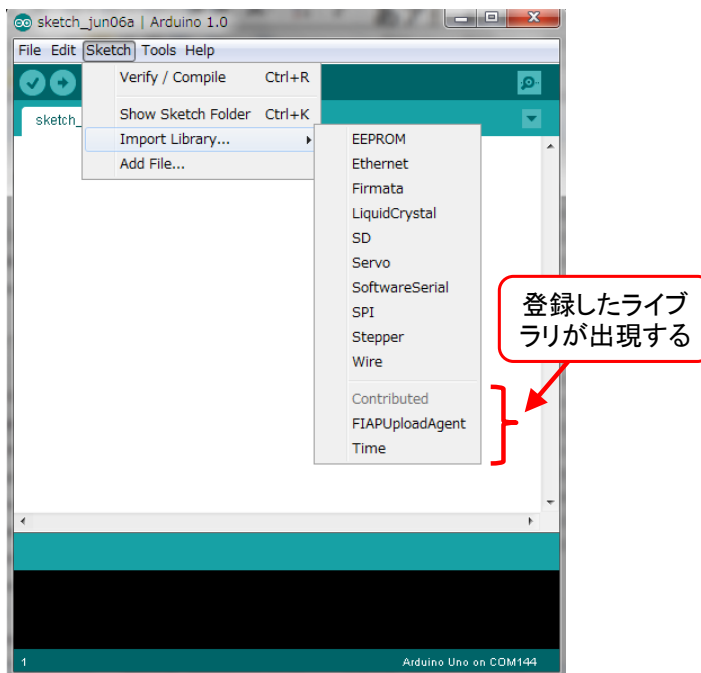 sketch_jun06a | Arduino 1.0
File Edit Sketch Tools Help
Verify / Compile Ctrl+R
sketch_
Show Sketch Folder Ctrl+K
Import Library...
Add File...
EEPROM
Ethernet
Firmata
LiquidCrystal
SD
Servo
SoftwareSerial
SPI
Stepper
Wire
Contributed
FIAPUploadAgent
Time
登録したライブ
ラリが出現する
1 Arduino Uno on COM144